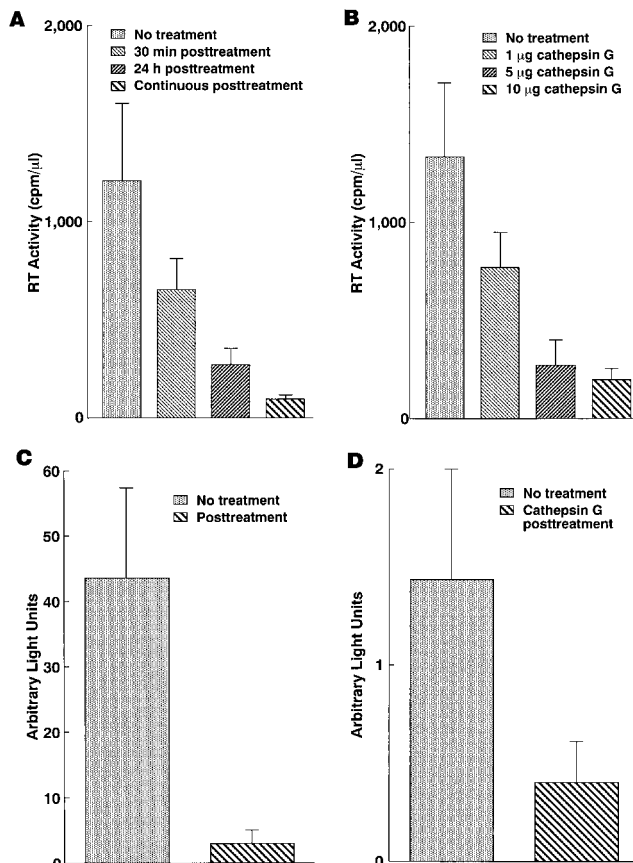 A
2,000
No treatment
30 min posttreatment
24 h posttreatment
Continuous posttreatment
1,000
0
RT Activity (cpm/µl)
B
2,000
No treatment
1 µg cathepsin G
5 µg cathepsin G
10 µg cathepsin G
1,000
0
RT Activity (cpm/µl)
C
60
50
40
30
20
10
0
No treatment
Posttreatment
Arbitrary Light Units
D
2
1
0
No treatment
Cathepsin G
posttreatment
Arbitrary Light Units